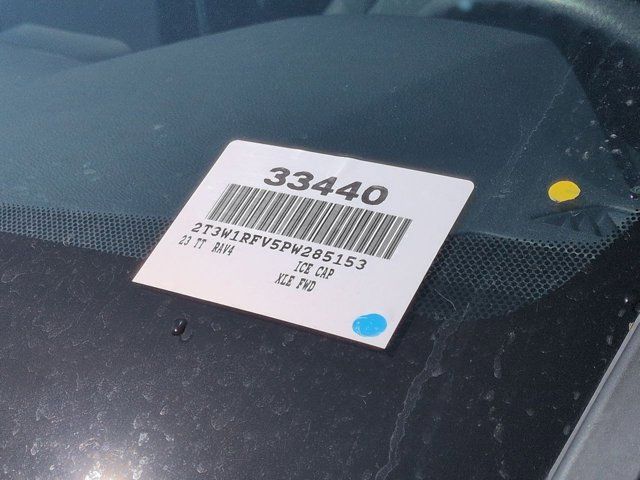 33440
2T3W1RFV5PW285153
23 TT RAV4
ICE CAP
XLE FWD